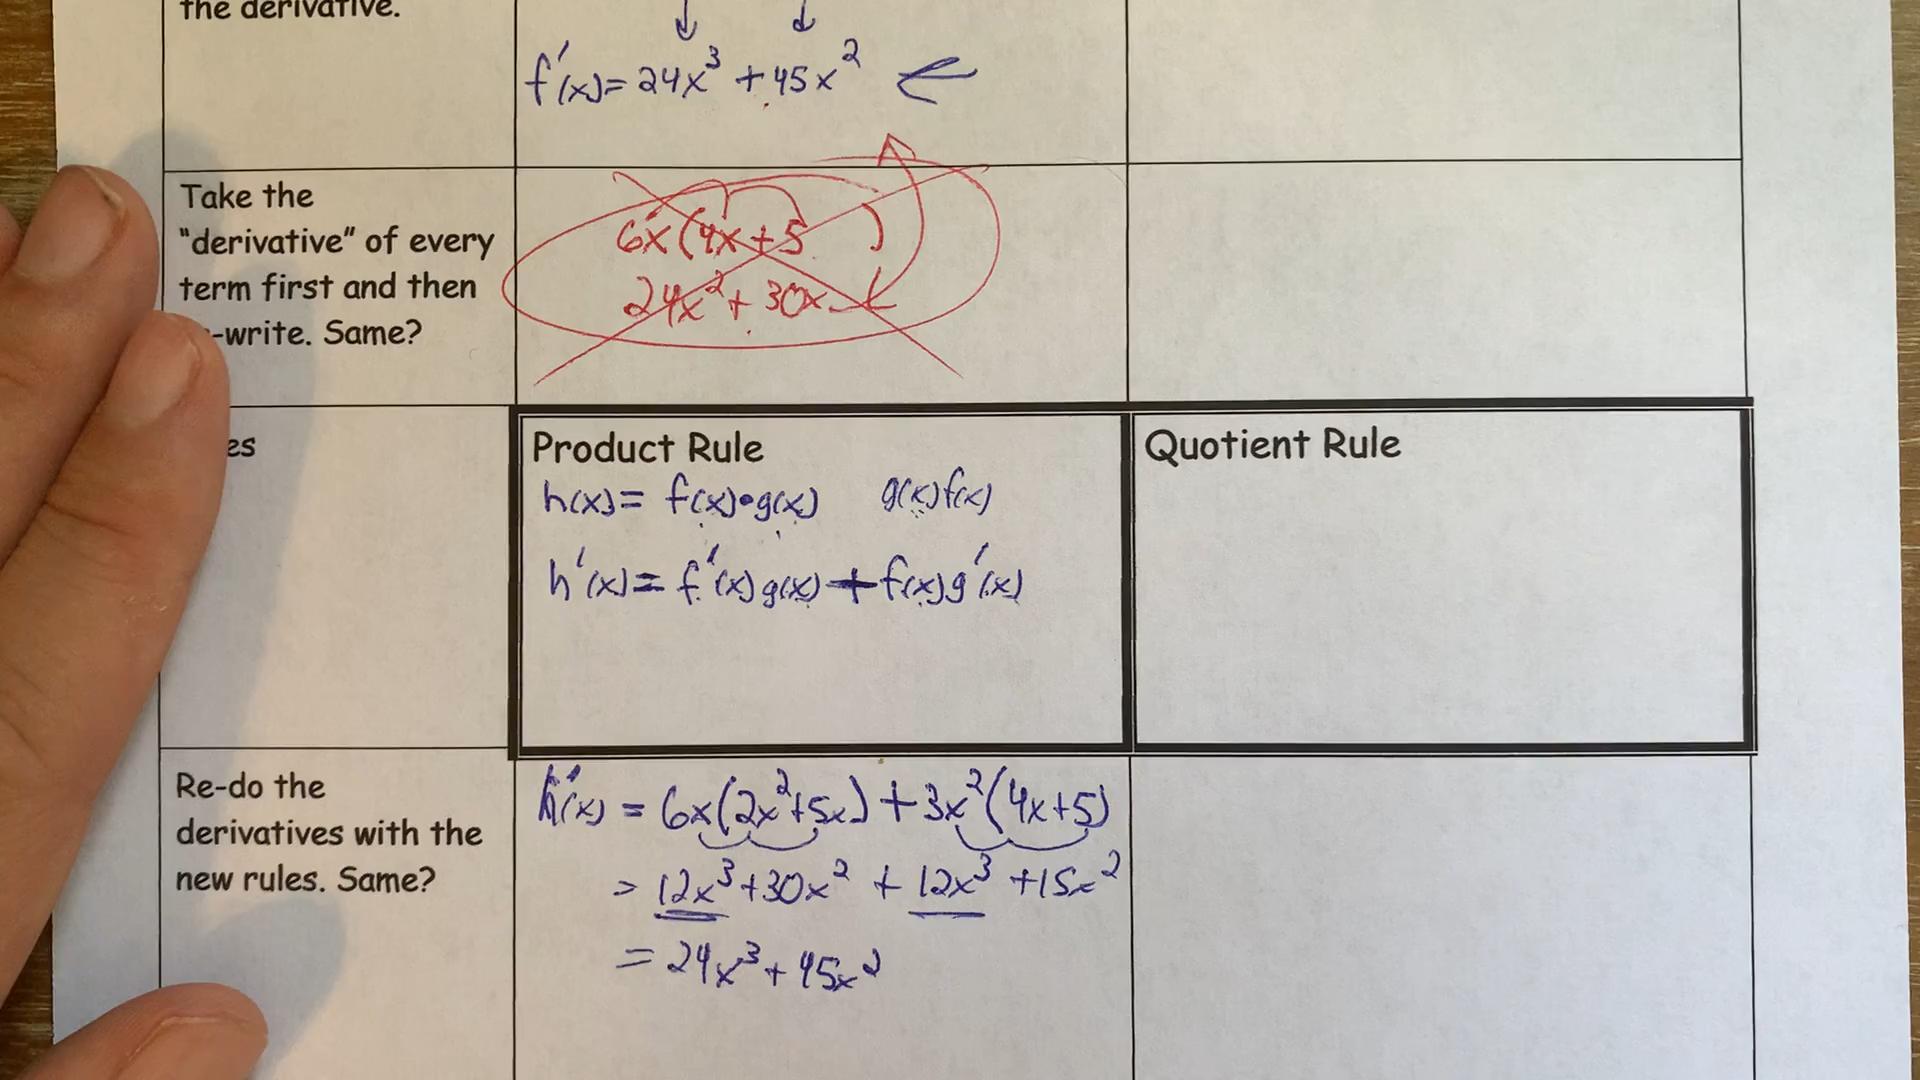 the derivative.
f'(x) = 24x³ + 45x²
Take the
"derivative" of every
term first and then
-write. Same?
6x(4x+5 )
24x² + 30x
es
Product Rule
h(x) = f(x)•g(x) g(x)f(x)
h'(x) = f'(x)g(x) + f(x)g'(x)
Quotient Rule
Re-do the
derivatives with the
new rules. Same?
h'(x) = 6x(2x²+5x) + 3x²(4x+5)
= 12x³+30x² + 12x³ +15x²
= 24x³ + 45x²